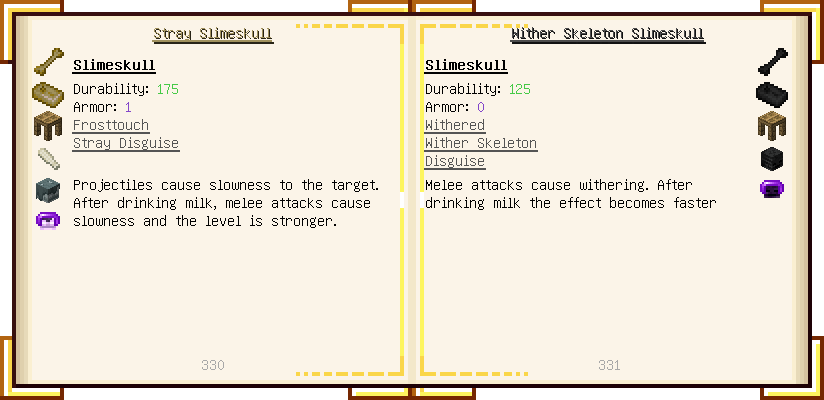 Stray Slimeskull
Slimeskull
Durability: 175
Armor: 1
Frosttouch
Stray Disguise
Projectiles cause slowness to the target.
After drinking milk, melee attacks cause
slowness and the level is stronger.
330
Wither Skeleton Slimeskull
Slimeskull
Durability: 125
Armor: 0
Withered
Wither Skeleton
Disguise
Melee attacks cause withering. After
drinking milk the effect becomes faster
331